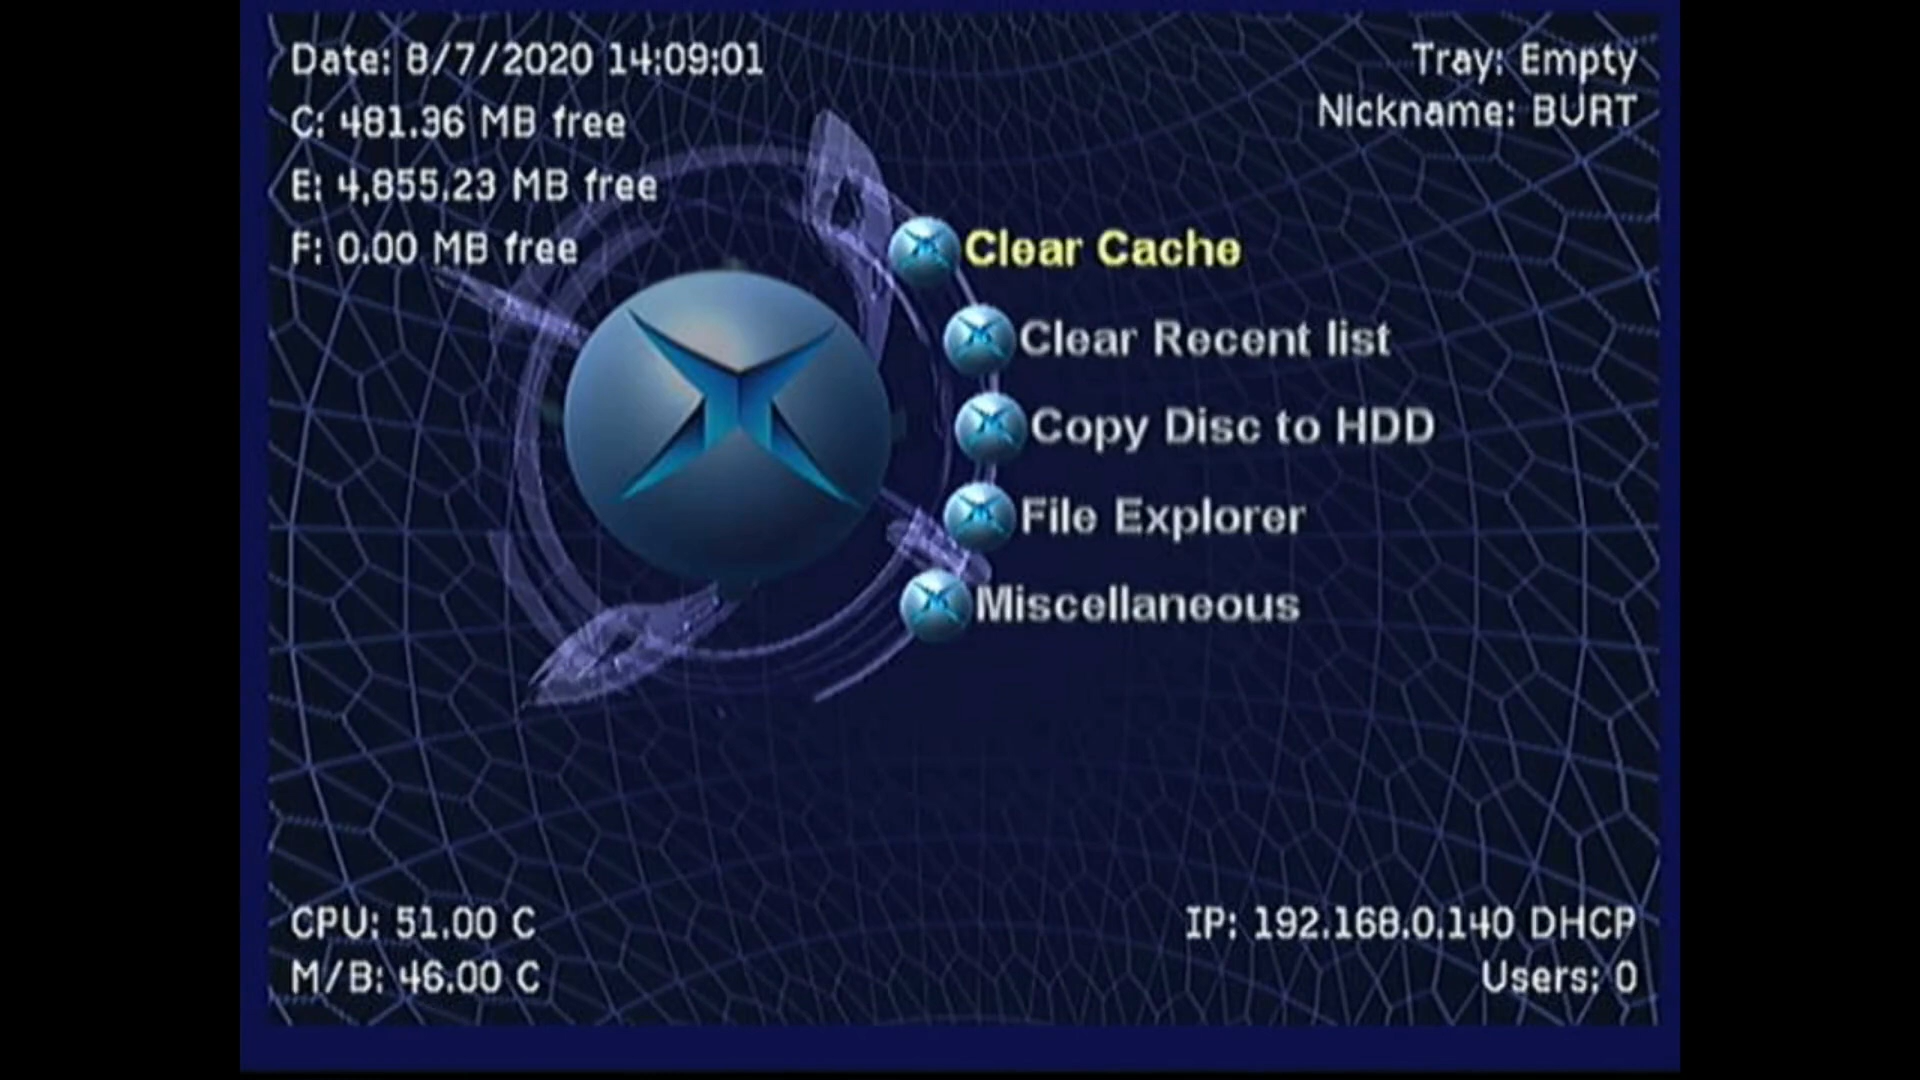 Date: 8/7/2020 14:09:01
C: 481.36 MB free
E: 4,855.23 MB free
F: 0.00 MB free
Tray: Empty
Nickname: BURT
Clear Cache
Clear Recent list
Copy Disc to HDD
File Explorer
Miscellaneous
CPU: 51.00 C
M/B: 46.00 C
IP: 192.168.0.140 DHCP
Users: 0